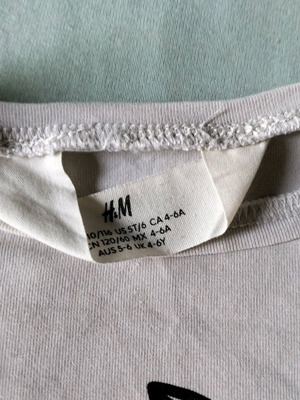 H&M
10/116 US 5T/6 CA 4-6A
CN 120/60 MX 4-6A
AUS 5-6 UK 4-6Y